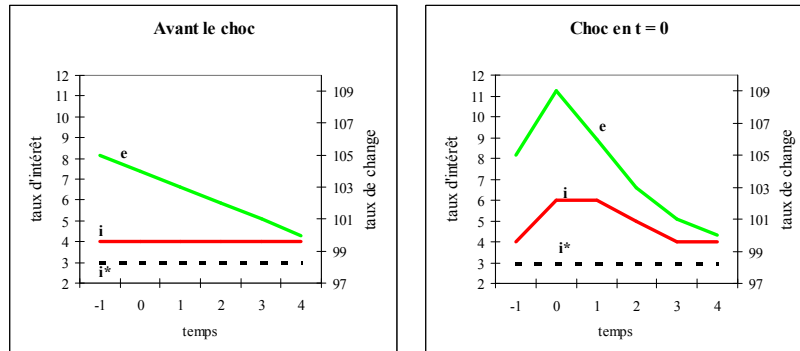 Avant le choc
12
11
10
9
8
7
6
5
4
3
2
taux d'intérêt
109
107
105
103
101
99
97
taux de change
e
i
i*
-1 0 1 2 3 4
temps
Choc en t = 0
12
11
10
9
8
7
6
5
4
3
2
taux d'intérêt
109
107
105
103
101
99
97
taux de change
e
i
i*
-1 0 1 2 3 4
temps